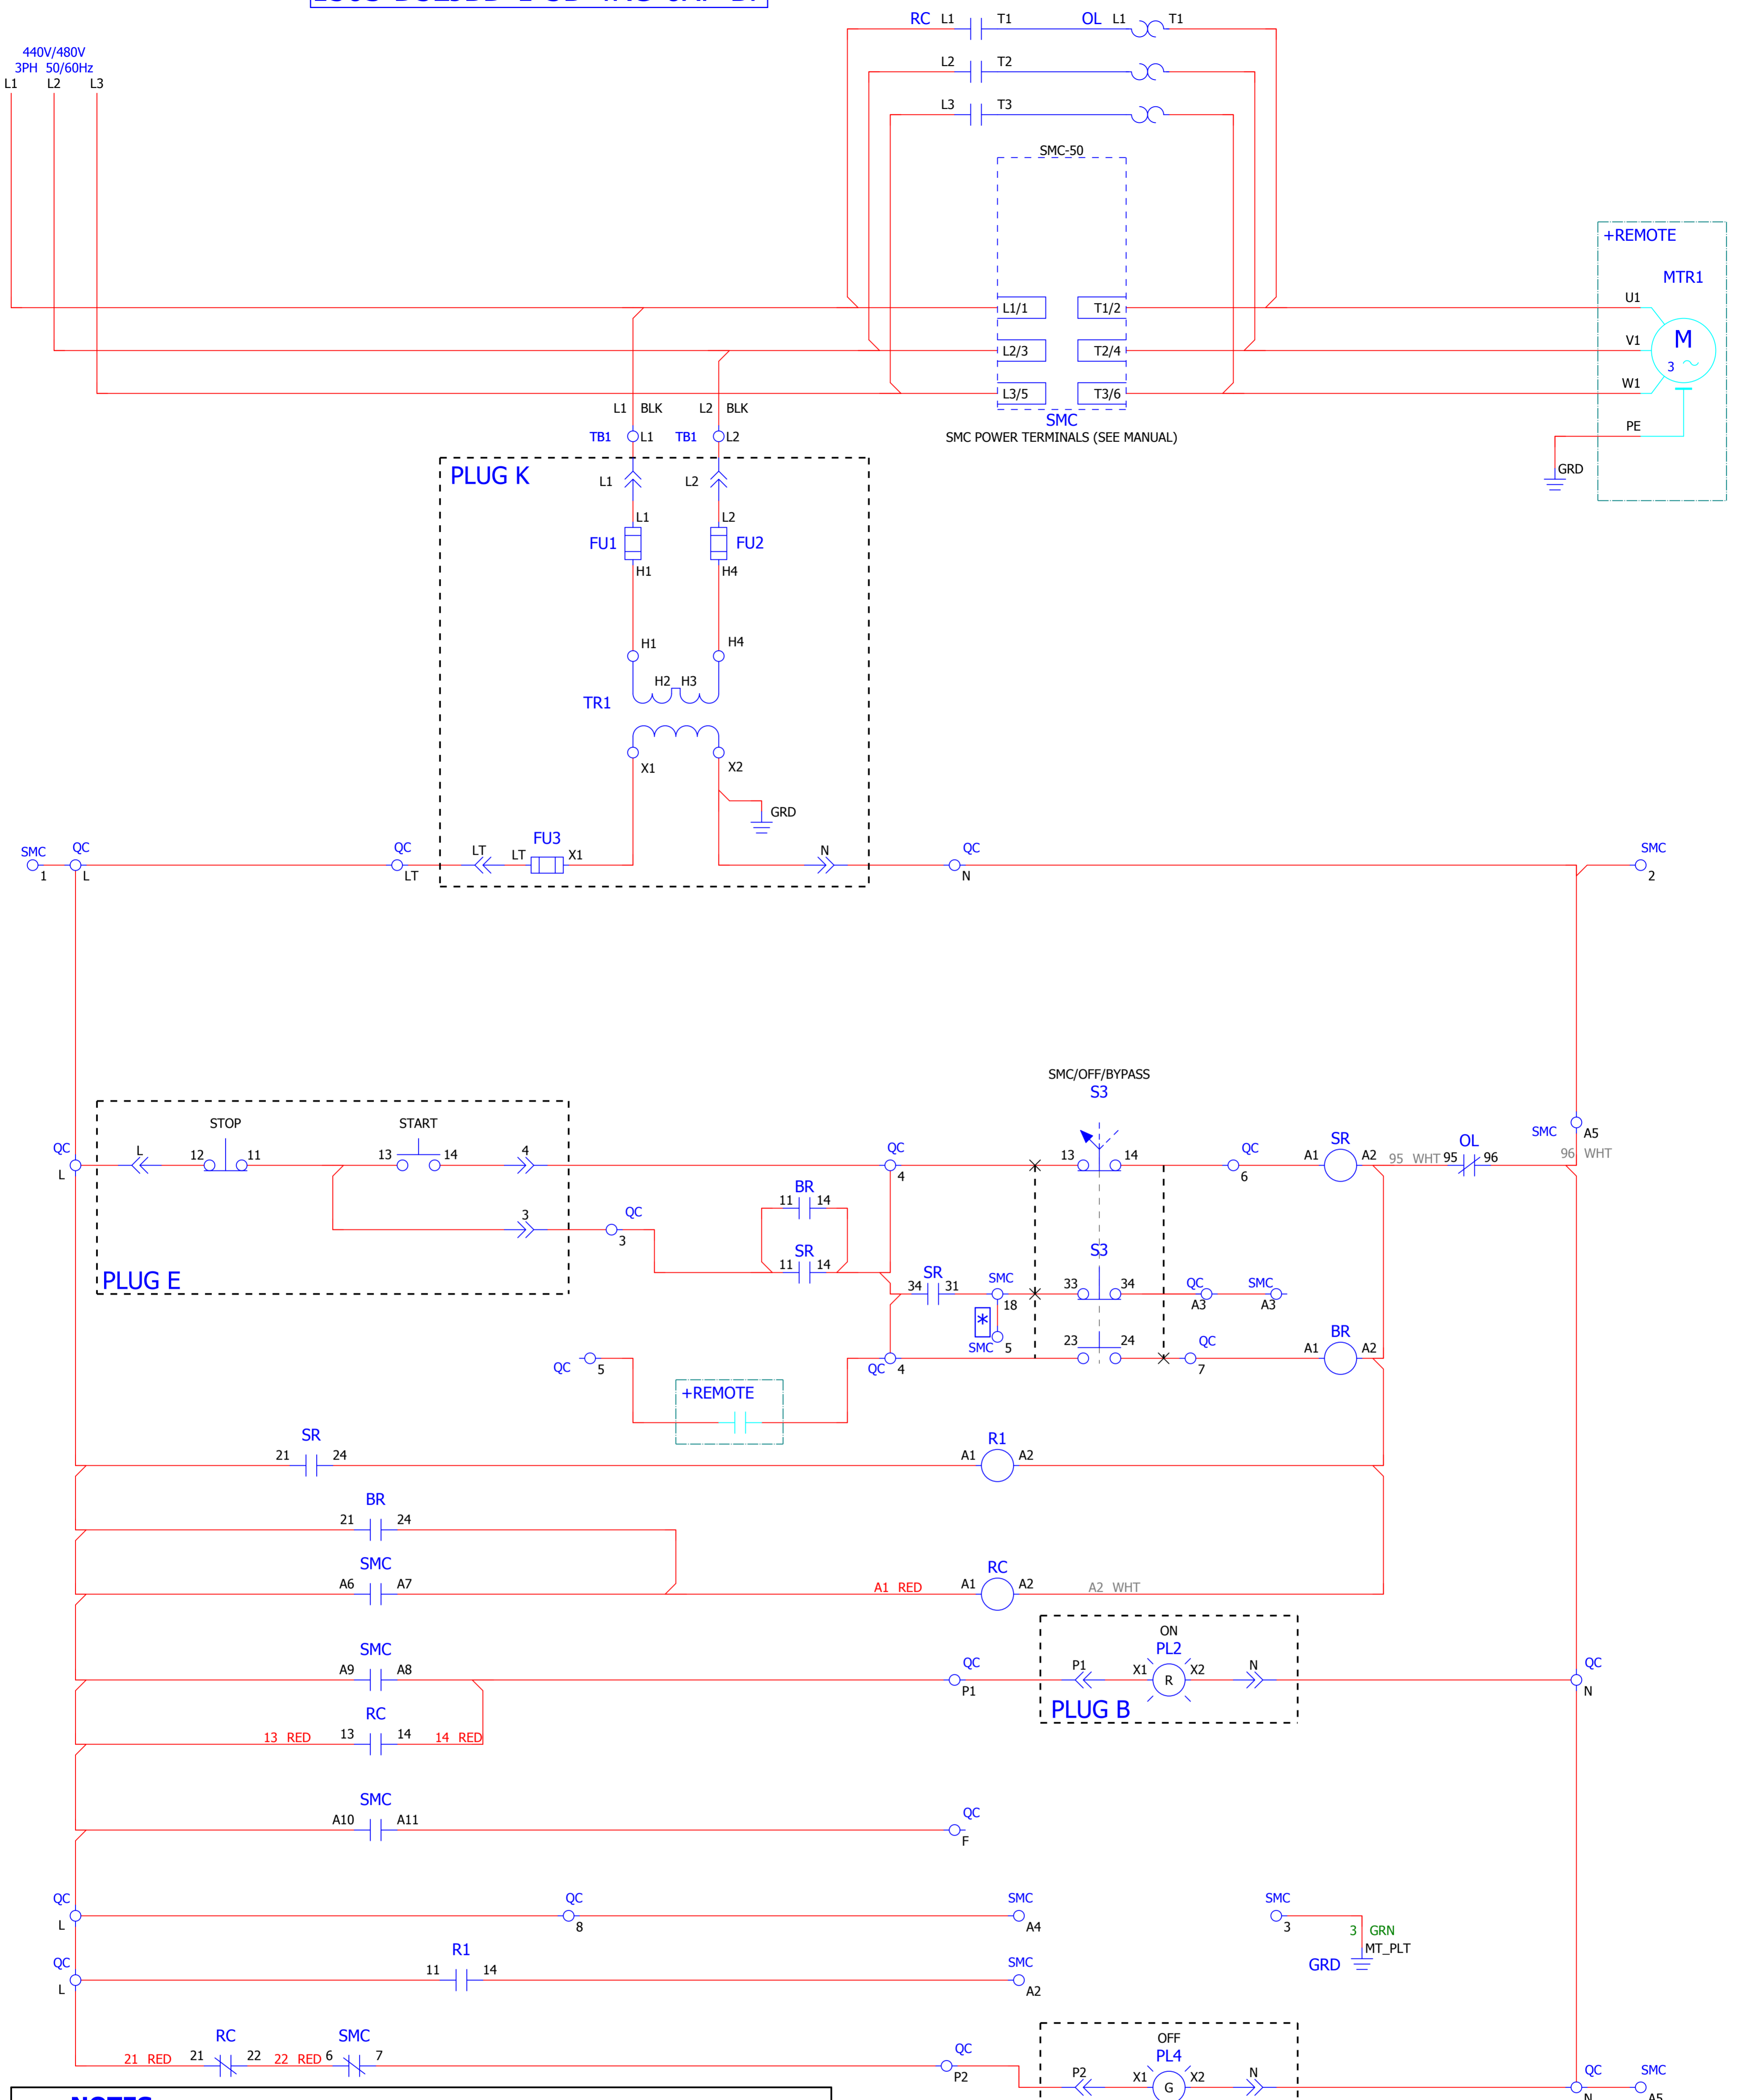 RC L1 T1 OL L1 T1
440V/480V
3PH 50/60Hz
L1 L2 L3
L2 T2
L3 T3
SMC-50
+REMOTE
MTR1
L1/1 T1/2 U1
L2/3 T2/4 V1 M
3
L3/5 T3/6 W1
L1 BLK L2 BLK
SMC
PE
TB1 L1 TB1 L2
SMC POWER TERMINALS (SEE MANUAL)
PLUG K
L1 L2
GRD
L1 L2
FU1 FU2
H1 H4
H1 H4
H2 H3
TR1
X1 X2
GRD
SMC QC QC LT LT FU3 X1 N QC SMC
1 L LT N 2
SMC/OFF/BYPASS
S3
STOP START
SMC A5
QC L 12 11 13 14 4 QC 13 14 QC SR OL
A1 A2 95 WHT 95 96 96 WHT
L 4 6
BR
11 14
3 QC
3
SR
11 14
S3
PLUG E
SR
34 31 SMC 33 34 QC SMC
18 A3 A3
*
SMC 5 23 24 QC BR
A1 A2
QC 5 QC 4 7
+REMOTE
SR R1
21 24 A1 A2
BR
21 24
SMC RC
A6 A7 A1 RED A1 A2 A2 WHT
ON
SMC QC PL2 QC
A9 A8 P1 X1 R X2 N
P1 N
PLUG B
RC
13 RED 13 14 14 RED
SMC
A10 A11 QC
F
QC QC SMC SMC
L 8 A4 3
3 GRN
MT_PLT
GRD
QC R1 SMC
L 11 14 A2
OFF
RC SMC QC PL4
21 RED 21 22 22 RED 6 7 P2 P2 X1 G X2 N QC SMC